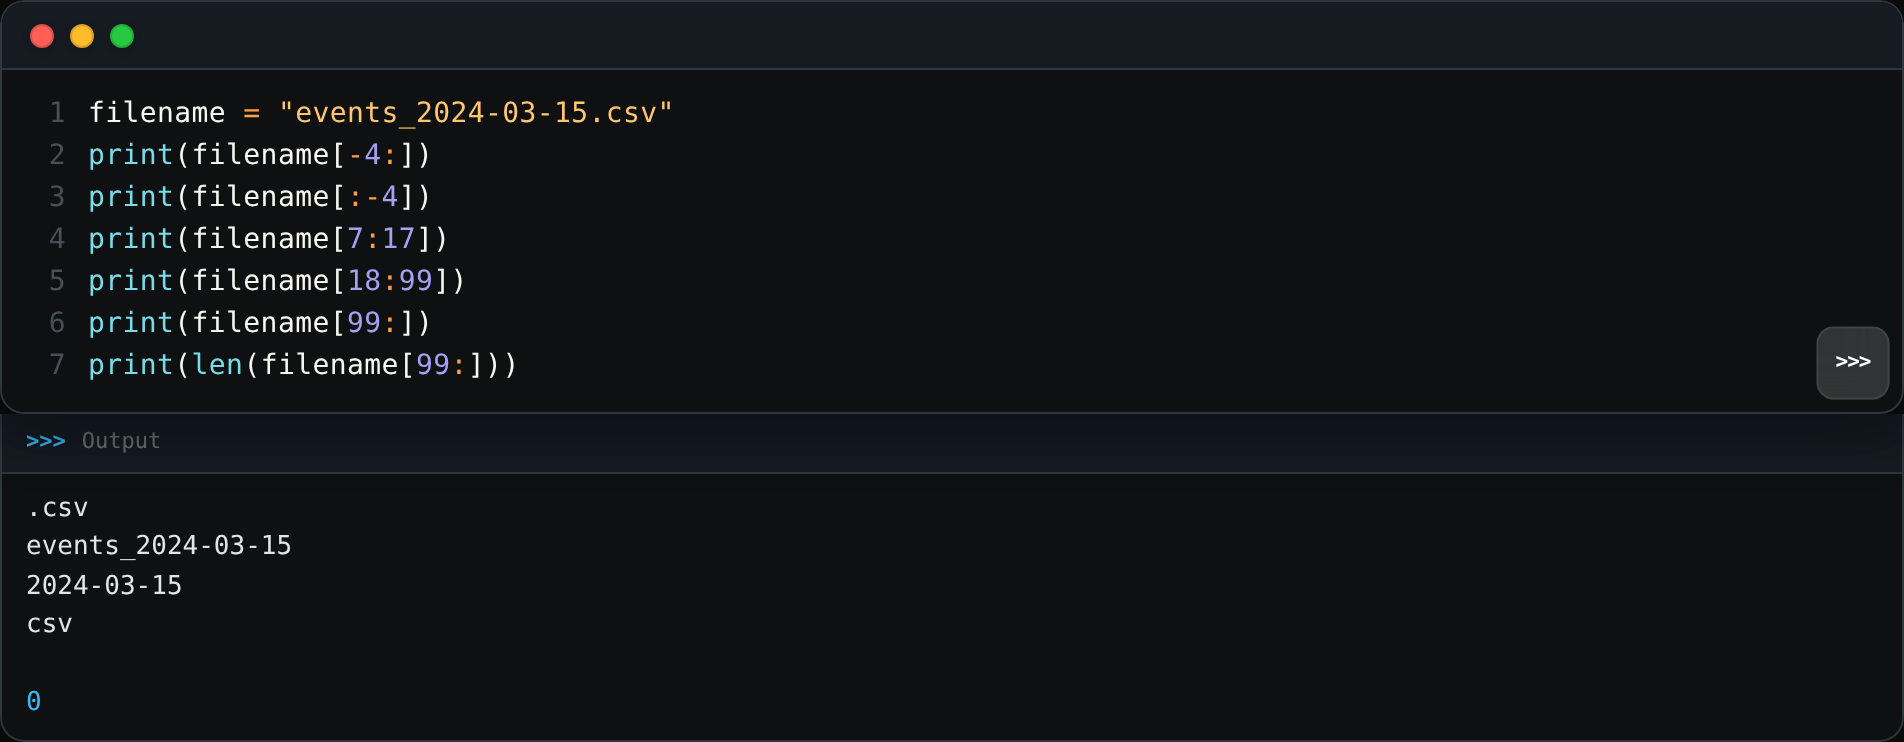 1 filename = "events_2024-03-15.csv"
2 print(filename[-4:])
3 print(filename[:-4])
4 print(filename[7:17])
5 print(filename[18:99])
6 print(filename[99:])
7 print(len(filename[99:]))
>>>
>>> Output
.csv
events_2024-03-15
2024-03-15
csv
0